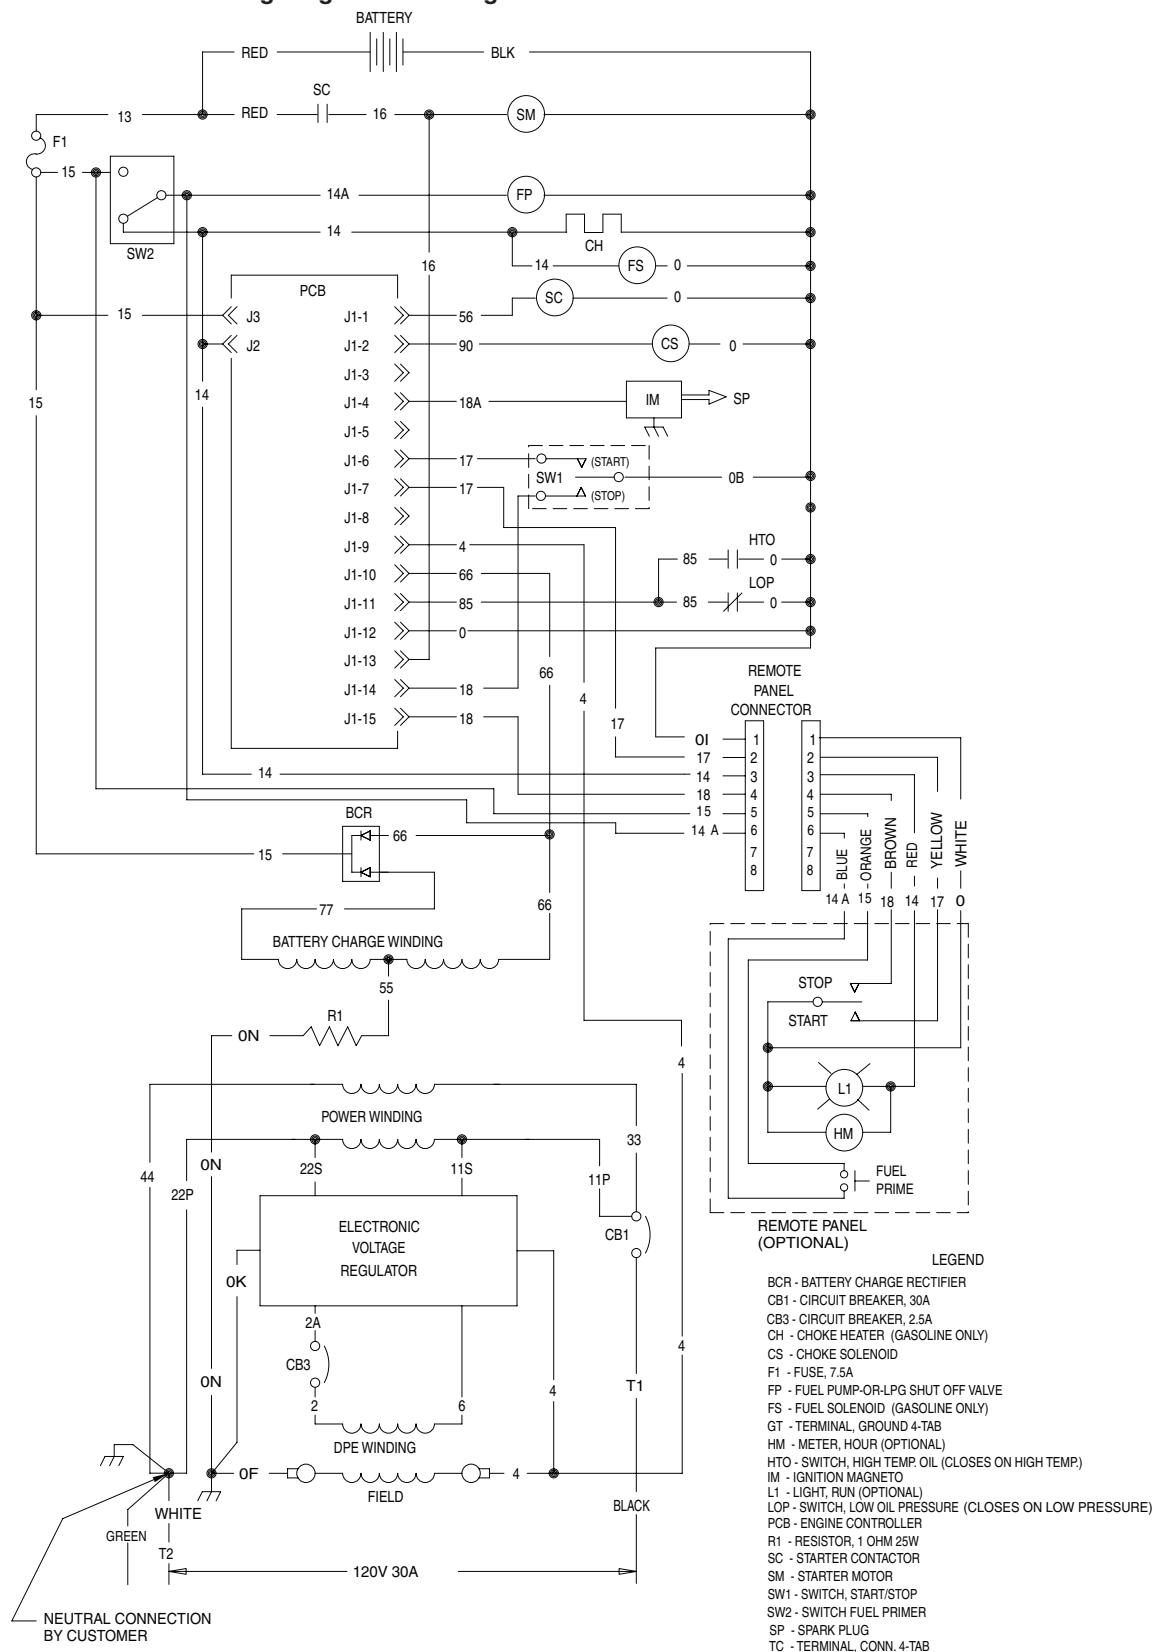 BATTERY
RED
BLK
SC
13
RED
16
SM
F1
15
14A
FP
14
CH
SW2
16
14
FS
0
PCB
SC
0
15
J3
J1-1
56
J2
J1-2
90
CS
0
J1-3
14
15
J1-4
18A
IM
SP
J1-5
J1-6
17
(START)
SW1
0B
J1-7
17
(STOP)
J1-8
HTO
J1-9
4
85
0
J1-10
66
LOP
J1-11
85
85
0
J1-12
0
J1-13
66
REMOTE
PANEL
CONNECTOR
J1-14
18
4
J1-15
18
17
0I
1
1
17
2
2
14
14
3
3
18
4
4
15
5
5
14 A
6
6
7
7
8
8
BCR
66
15
BLUE
ORANGE
BROWN
RED
YELLOW
WHITE
14 A
15
18
14
17
0
77
66
BATTERY CHARGE WINDING
55
STOP
START
R1
0N
4
L1
POWER WINDING
HM
33
44
0N
22S
11S
11P
22P
FUEL
PRIME
ELECTRONIC
VOLTAGE
REGULATOR
CB1
REMOTE PANEL
(OPTIONAL)
0K
2A
CB3
4
0N
4
T1
2
6
DPE WINDING
0F
4
FIELD
WHITE
BLACK
GREEN
T2
120V 30A
NEUTRAL CONNECTION
BY CUSTOMER
LEGEND
BCR - BATTERY CHARGE RECTIFIER
CB1 - CIRCUIT BREAKER, 30A
CB3 - CIRCUIT BREAKER, 2.5A
CH - CHOKE HEATER (GASOLINE ONLY)
CS - CHOKE SOLENOID
F1 - FUSE, 7.5A
FP - FUEL PUMP-OR-LPG SHUT OFF VALVE
FS - FUEL SOLENOID (GASOLINE ONLY)
GT - TERMINAL, GROUND 4-TAB
HM - METER, HOUR (OPTIONAL)
HTO - SWITCH, HIGH TEMP. OIL (CLOSES ON HIGH TEMP.)
IM - IGNITION MAGNETO
L1 - LIGHT, RUN (OPTIONAL)
LOP - SWITCH, LOW OIL PRESSURE (CLOSES ON LOW PRESSURE)
PCB - ENGINE CONTROLLER
R1 - RESISTOR, 1 OHM 25W
SC - STARTER CONTACTOR
SM - STARTER MOTOR
SW1 - SWITCH, START/STOP
SW2 - SWITCH FUEL PRIMER
SP - SPARK PLUG
TC - TERMINAL, CONN. 4-TAB